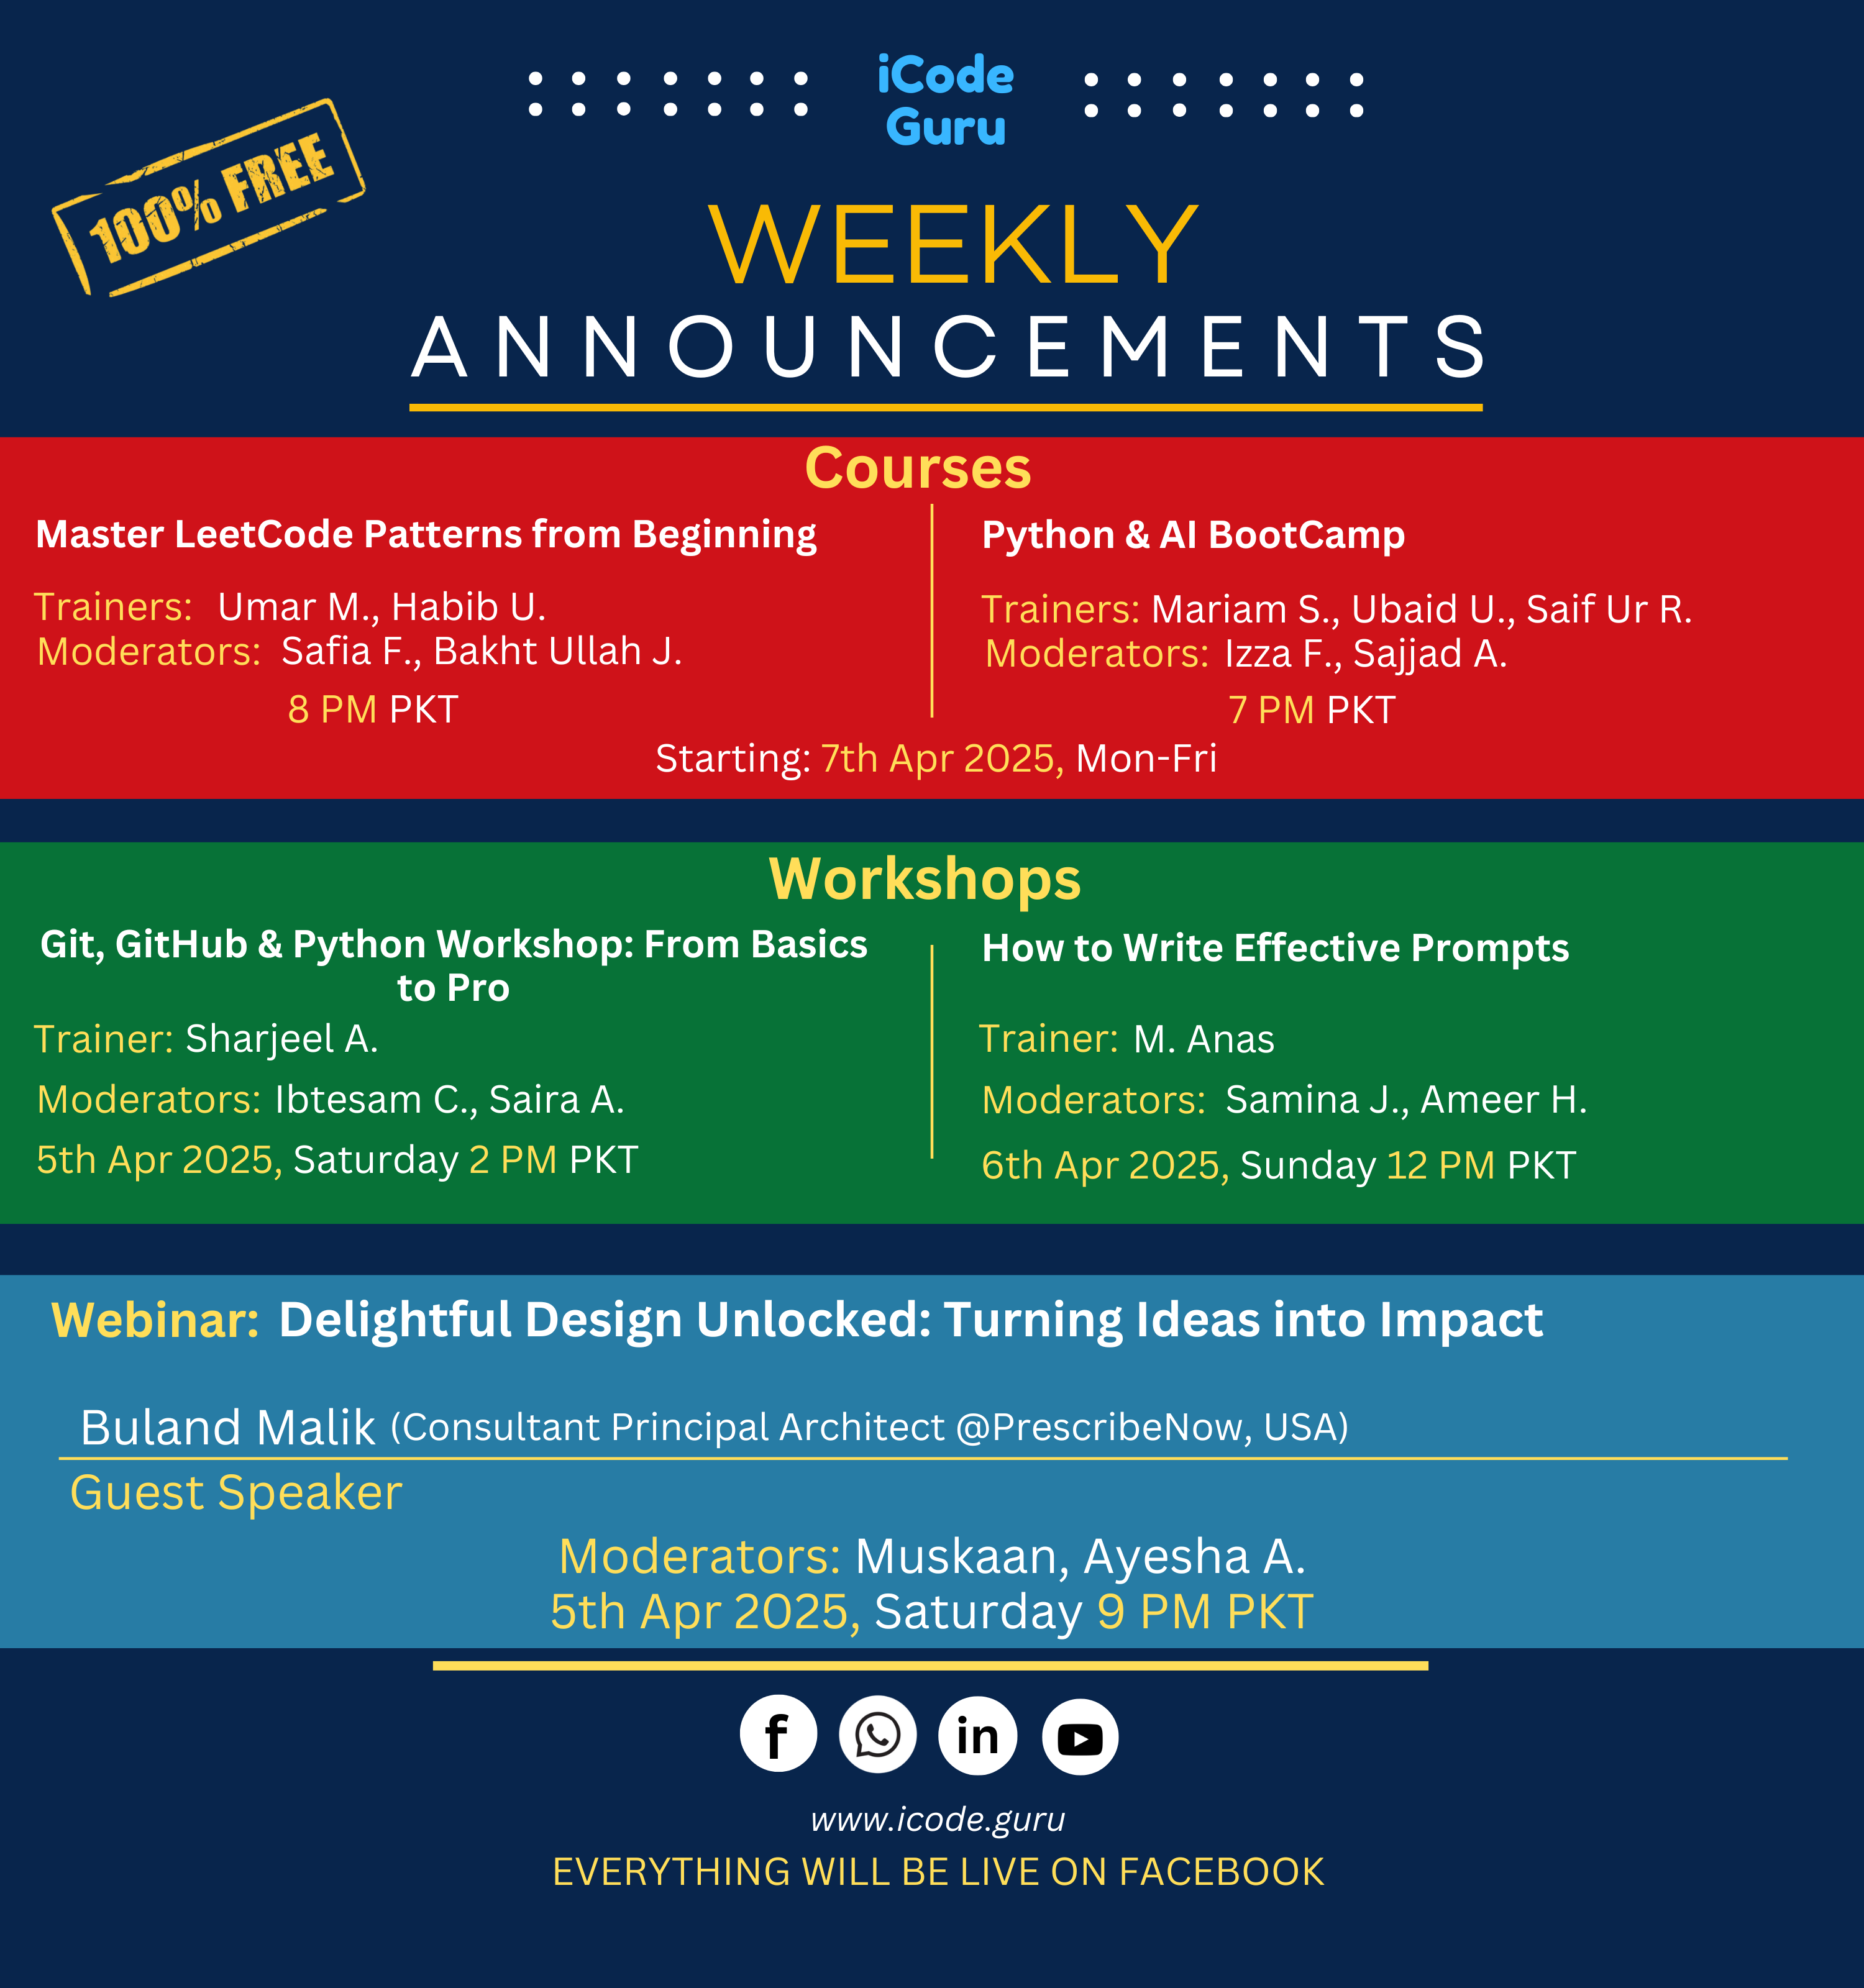 iCode
Guru
100% FREE
WEEKLY
ANNOUNCEMENTS
Courses
Master LeetCode Patterns from Beginning
Trainers: Umar M., Habib U.
Moderators: Safia F., Bakht Ullah J.
8 PM PKT
Python & AI BootCamp
Trainers: Mariam S., Ubaid U., Saif Ur R.
Moderators: Izza F., Sajjad A.
7 PM PKT
Starting: 7th Apr 2025, Mon-Fri
Workshops
Git, GitHub & Python Workshop: From Basics
to Pro
Trainer: Sharjeel A.
Moderators: Ibtesam C., Saira A.
5th Apr 2025, Saturday 2 PM PKT
How to Write Effective Prompts
Trainer: M. Anas
Moderators: Samina J., Ameer H.
6th Apr 2025, Sunday 12 PM PKT
Webinar: Delightful Design Unlocked: Turning Ideas into Impact
Buland Malik (Consultant Principal Architect @PrescribeNow, USA)
Guest Speaker
Moderators: Muskaan, Ayesha A.
5th Apr 2025, Saturday 9 PM PKT
f in
www.icode.guru
EVERYTHING WILL BE LIVE ON FACEBOOK